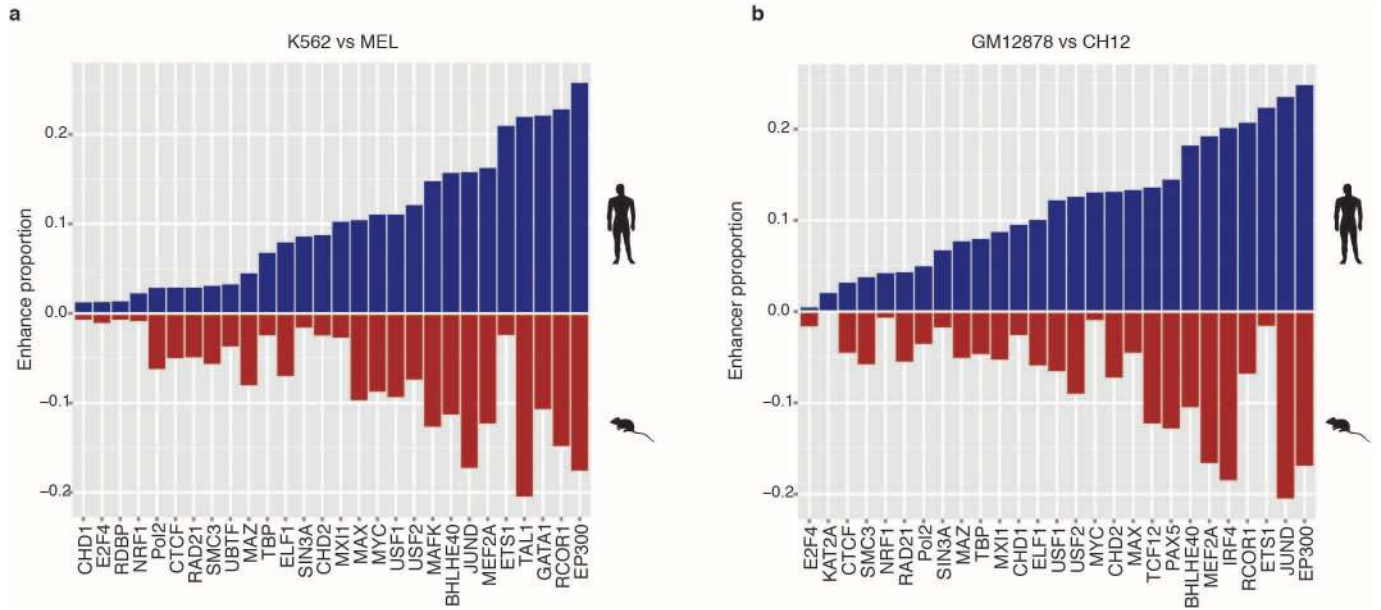 a
K562 vs MEL
Enhance proportion
0.2
0.1
0.0
−0.1
−0.2
CHD1
E2F4
RDBP
NRF1
Pol2
CTCF
RAD21
SMC3
UBTF
MAZ
TBP
ELF1
SIN3A
CHD2
MXI1
MAX
MYC
USF1
USF2
MAFK
BHLHE40
JUND
MEF2A
ETS1
TAL1
GATA1
RCOR1
EP300
b
GM12878 vs CH12
Enhancer pproportion
0.2
0.1
0.0
−0.1
−0.2
E2F4
KAT2A
CTCF
SMC3
NRF1
RAD21
Pol2
SIN3A
MAZ
TBP
MXI1
CHD1
ELF1
USF1
USF2
MYC
CHD2
MAX
TCF12
PAX5
BHLHE40
MEF2A
IRF4
RCOR1
ETS1
JUND
EP300